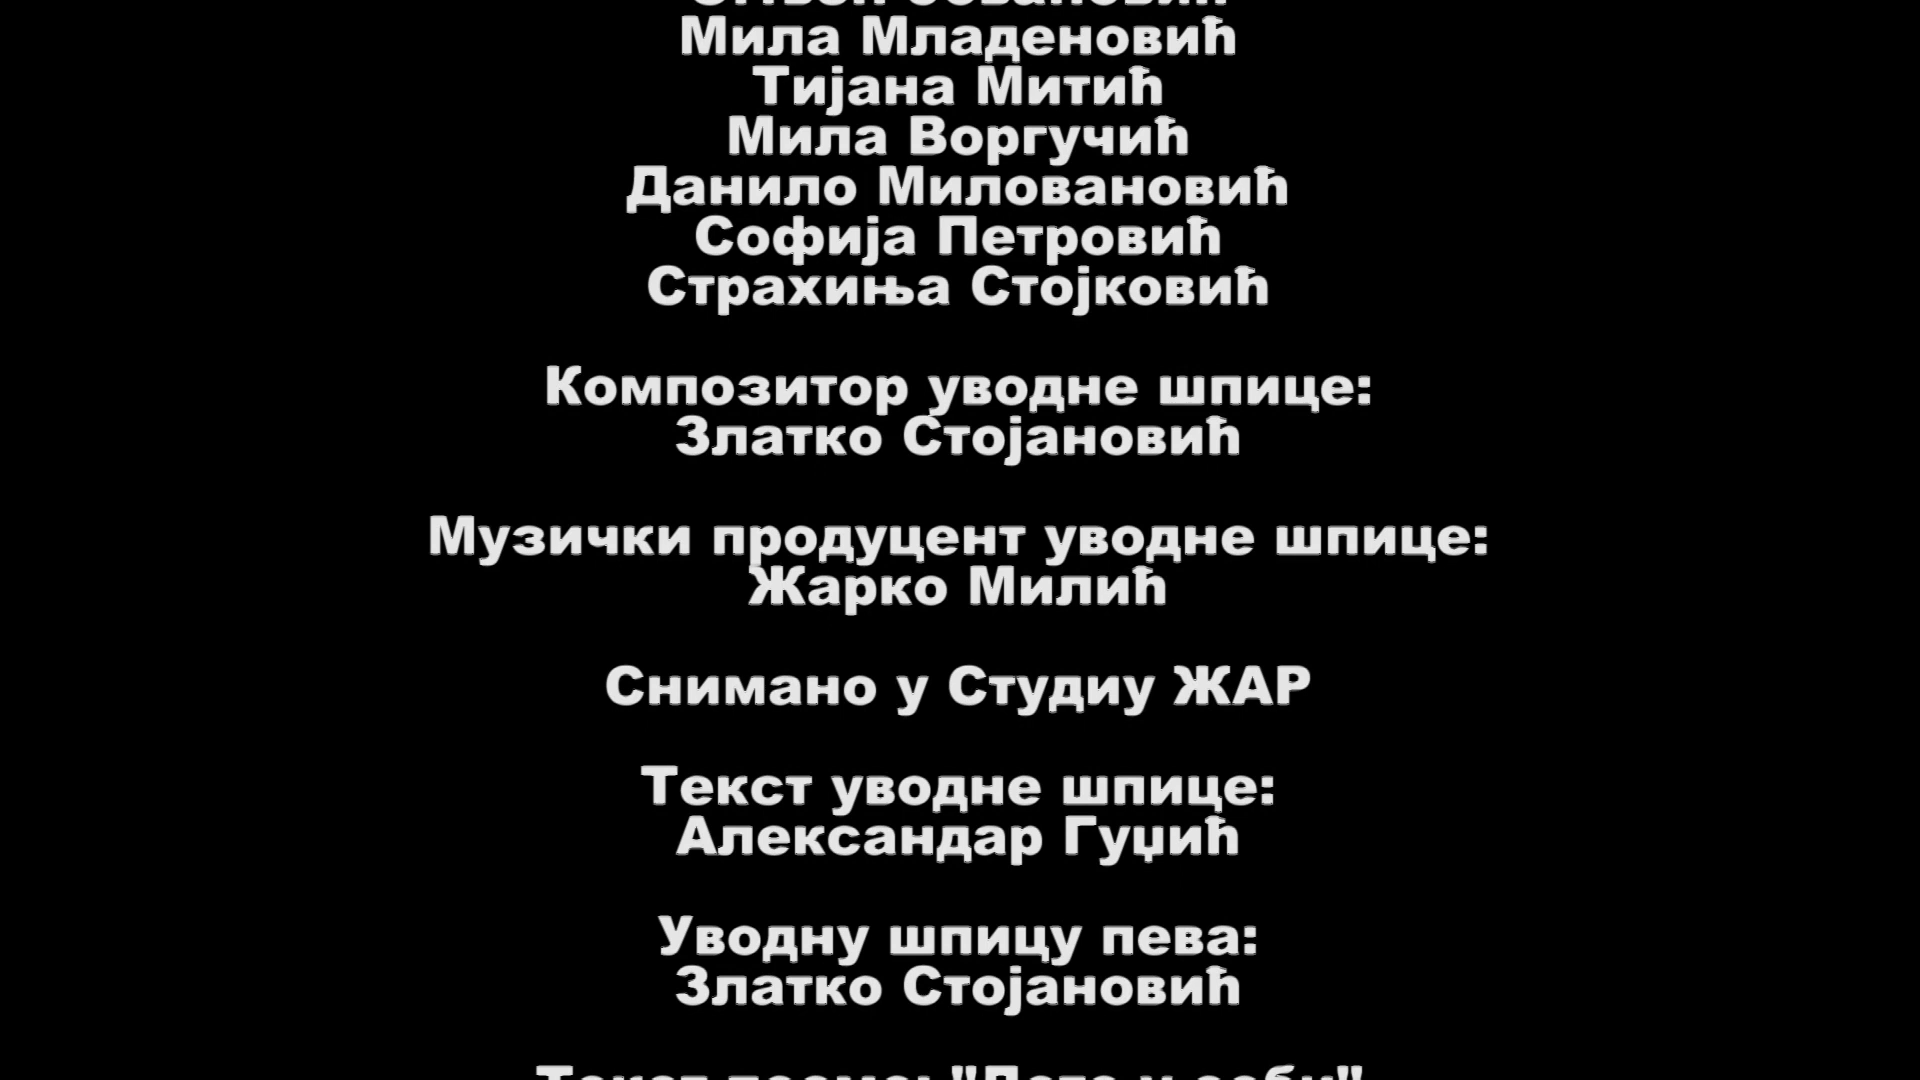 Мила Младеновић
Тијана Митић
Мила Воргучић
Данило Миловановић
Софија Петровић
Страхиња Стојковић
Композитор уводне шпице:
Златко Стојановић
Музички продуцент уводне шпице:
Жарко Милић
Снимано у Студиу ЖАР
Текст уводне шпице:
Александар Гуџић
Уводну шпицу пева:
Златко Стојановић